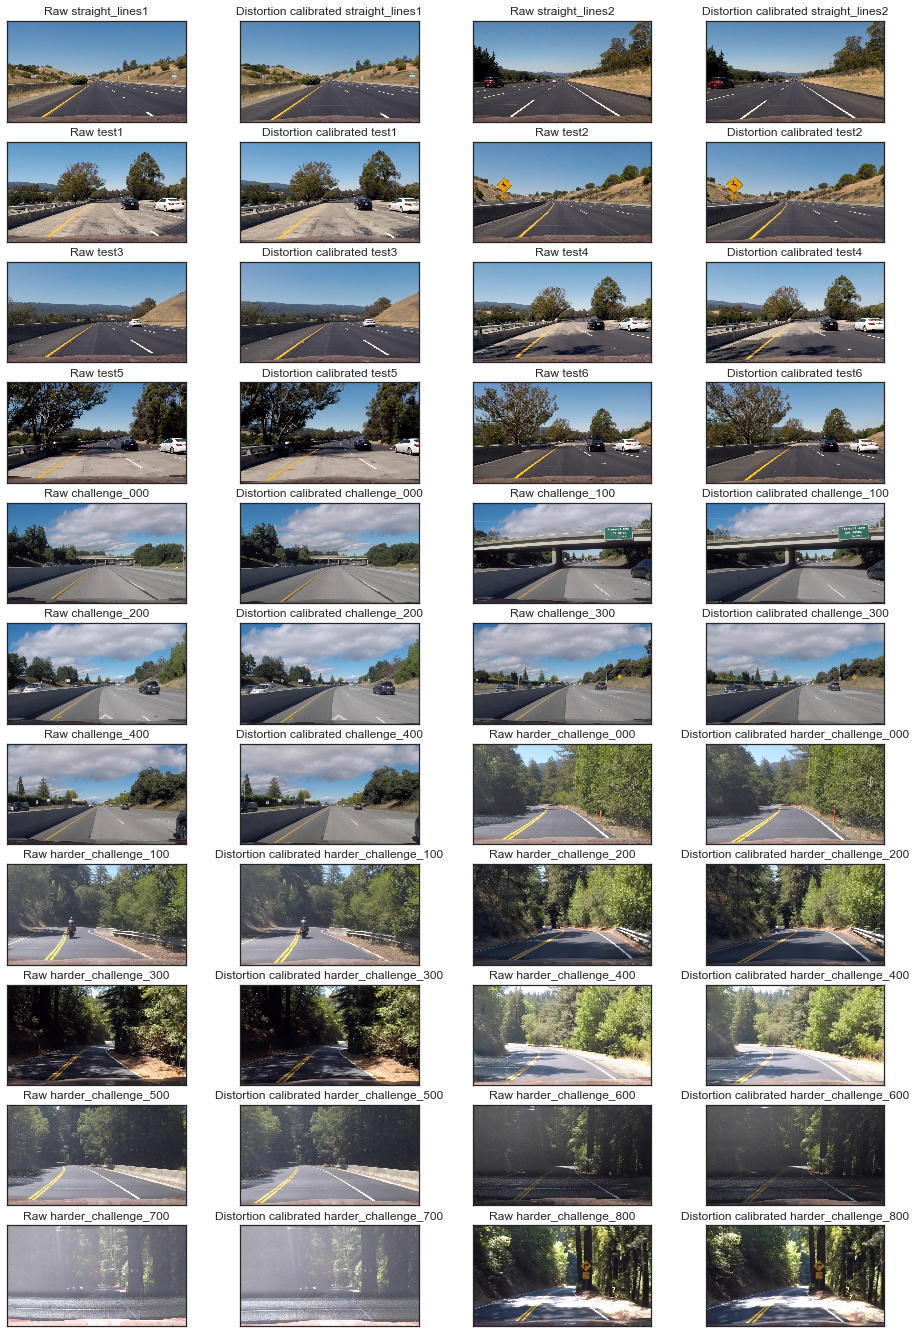 Raw straight_lines1
Distortion calibrated straight_lines1
Raw straight_lines2
Distortion calibrated straight_lines2
Raw test1
Distortion calibrated test1
Raw test2
Distortion calibrated test2
Raw test3
Distortion calibrated test3
Raw test4
Distortion calibrated test4
Raw test5
Distortion calibrated test5
Raw test6
Distortion calibrated test6
Raw challenge_000
Distortion calibrated challenge_000
Raw challenge_100
Distortion calibrated challenge_100
Raw challenge_200
Distortion calibrated challenge_200
Raw challenge_300
Distortion calibrated challenge_300
Raw challenge_400
Distortion calibrated challenge_400
Raw harder_challenge_000
Distortion calibrated harder_challenge_000
Raw harder_challenge_100
Distortion calibrated harder_challenge_100
Raw harder_challenge_200
Distortion calibrated harder_challenge_200
Raw harder_challenge_300
Distortion calibrated harder_challenge_300
Raw harder_challenge_400
Distortion calibrated harder_challenge_400
Raw harder_challenge_500
Distortion calibrated harder_challenge_500
Raw harder_challenge_600
Distortion calibrated harder_challenge_600
Raw harder_challenge_700
Distortion calibrated harder_challenge_700
Raw harder_challenge_800
Distortion calibrated harder_challenge_800